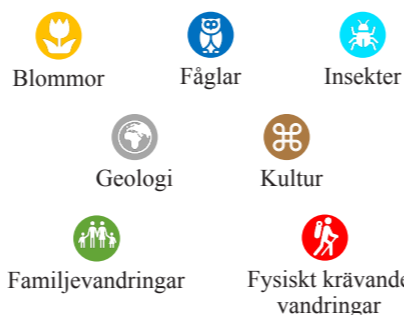 Blommor Fåglar Insekter
Geologi Kultur
Familjevandringar Fysiskt krävande
vandringar